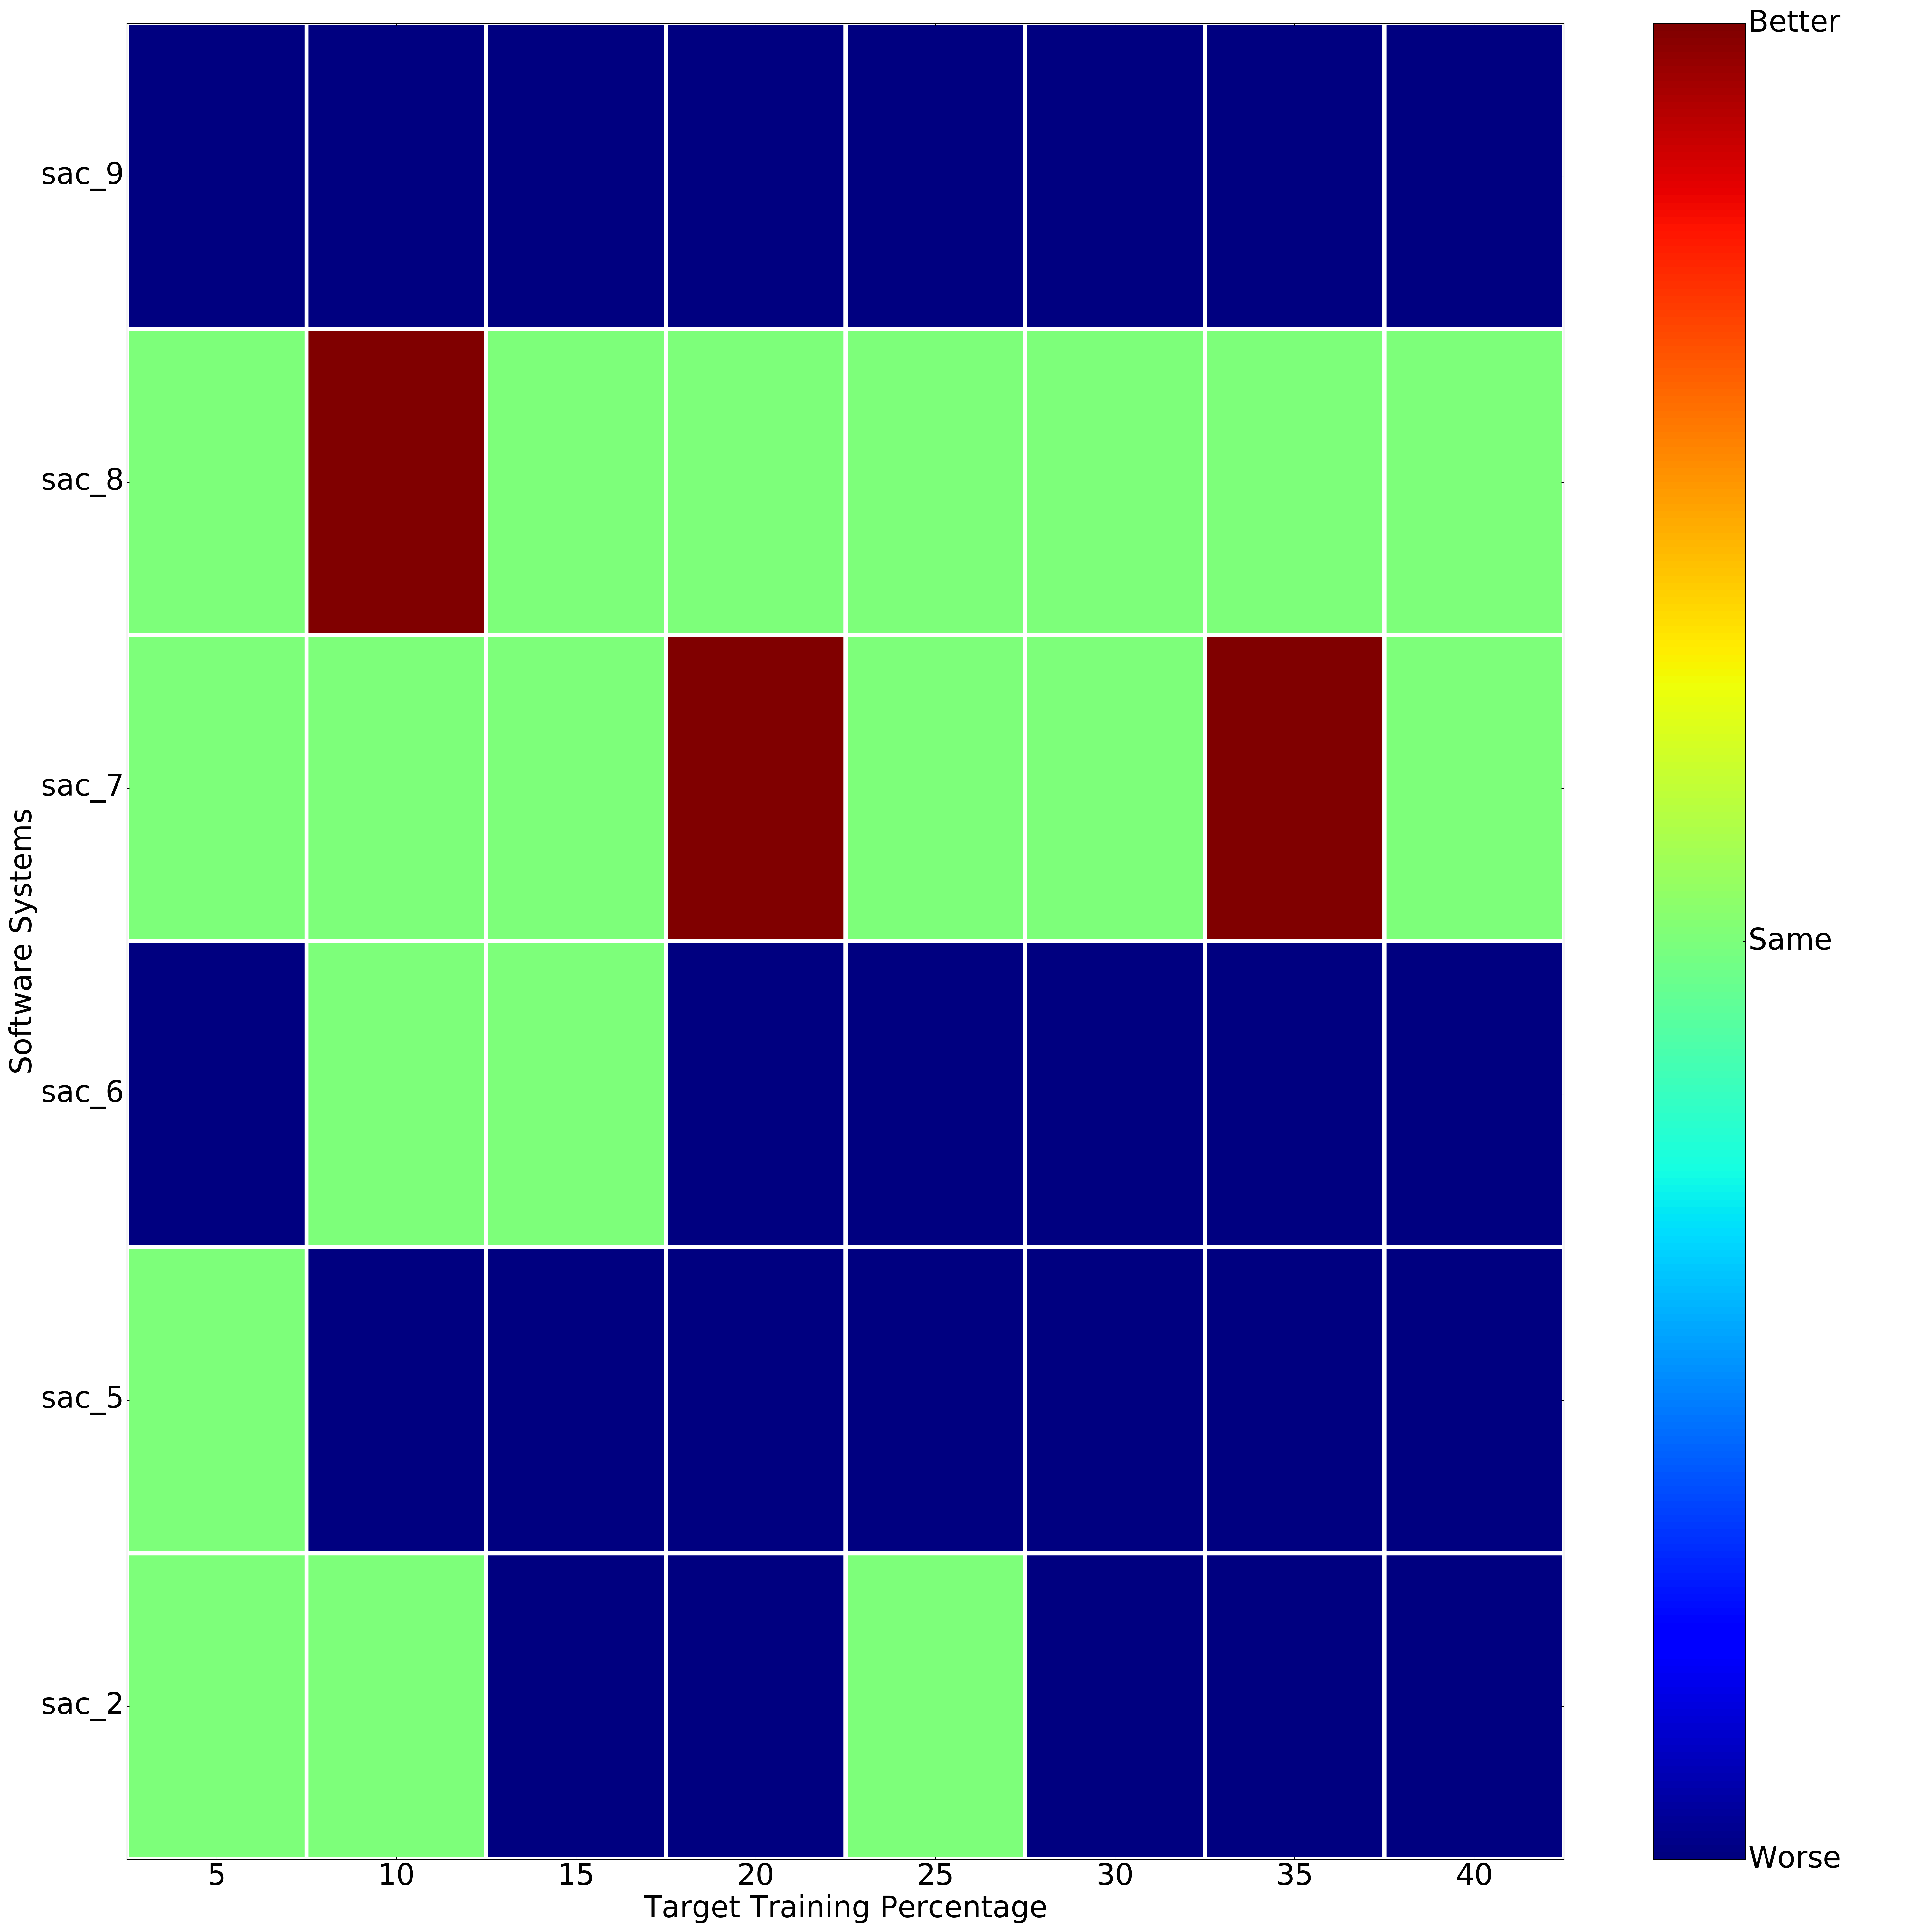 Software Systems
sac_9
sac_8
sac_7
sac_6
sac_5
sac_2
5 10 15 20 25 30 35 40
Target Training Percentage
Better
Same
Worse